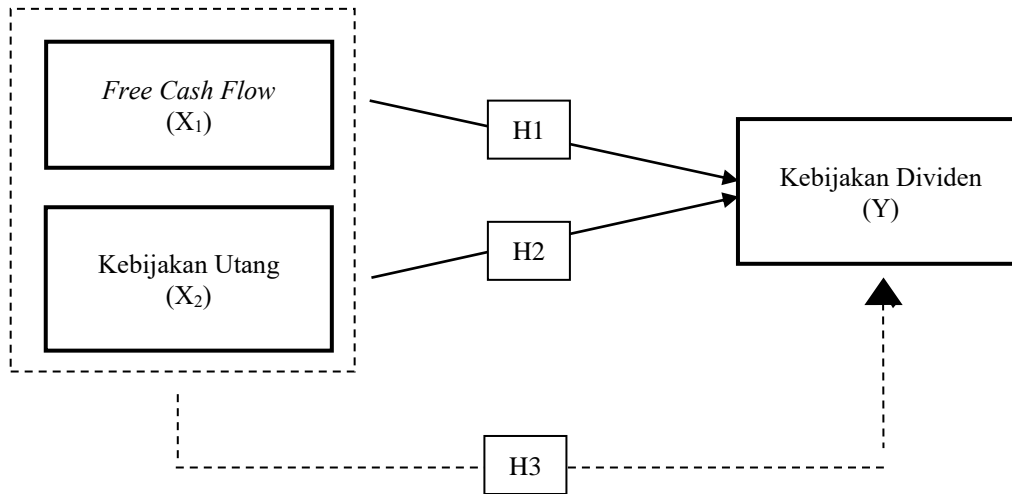 Free Cash Flow
(X₁)
H1
Kebijakan Dividen
(Y)
Kebijakan Utang
(X₂)
H2
H3